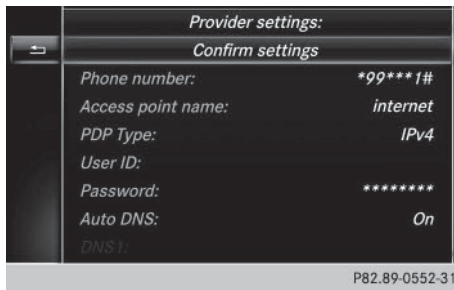 Provider settings:
Confirm settings
Phone number: *99***1#
Access point name: internet
PDP Type: IPv4
User ID:
Password: ********
Auto DNS: On
DNS1:
P82.89-0552-31